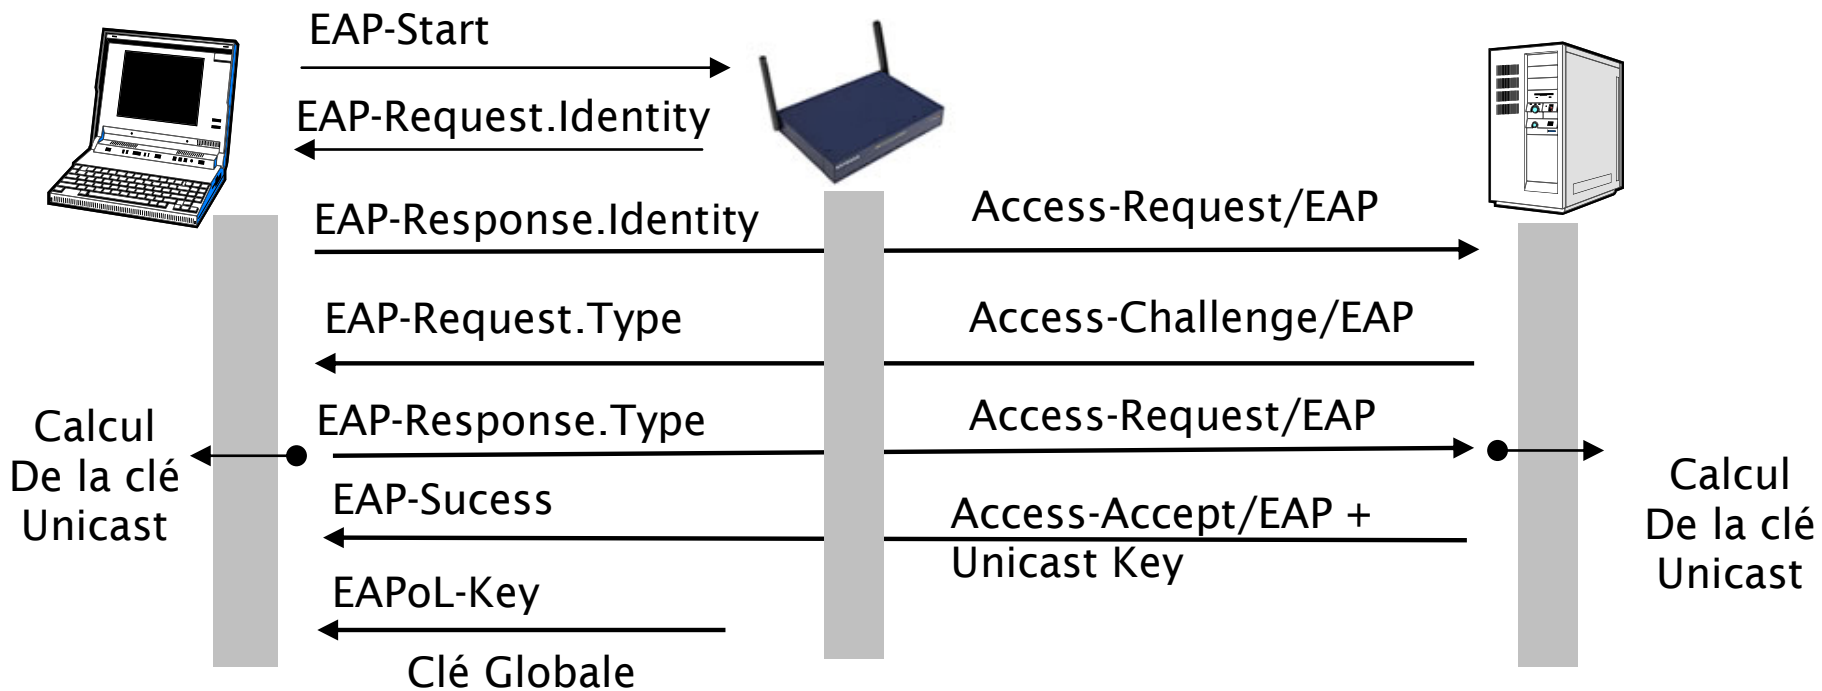 EAP-Start
EAP-Request.Identity
EAP-Response.Identity
Access-Request/EAP
EAP-Request.Type
Access-Challenge/EAP
EAP-Response.Type
Access-Request/EAP
Calcul
De la clé
Unicast
Calcul
De la clé
Unicast
EAP-Sucess
Access-Accept/EAP +
Unicast Key
EAPoL-Key
Clé Globale